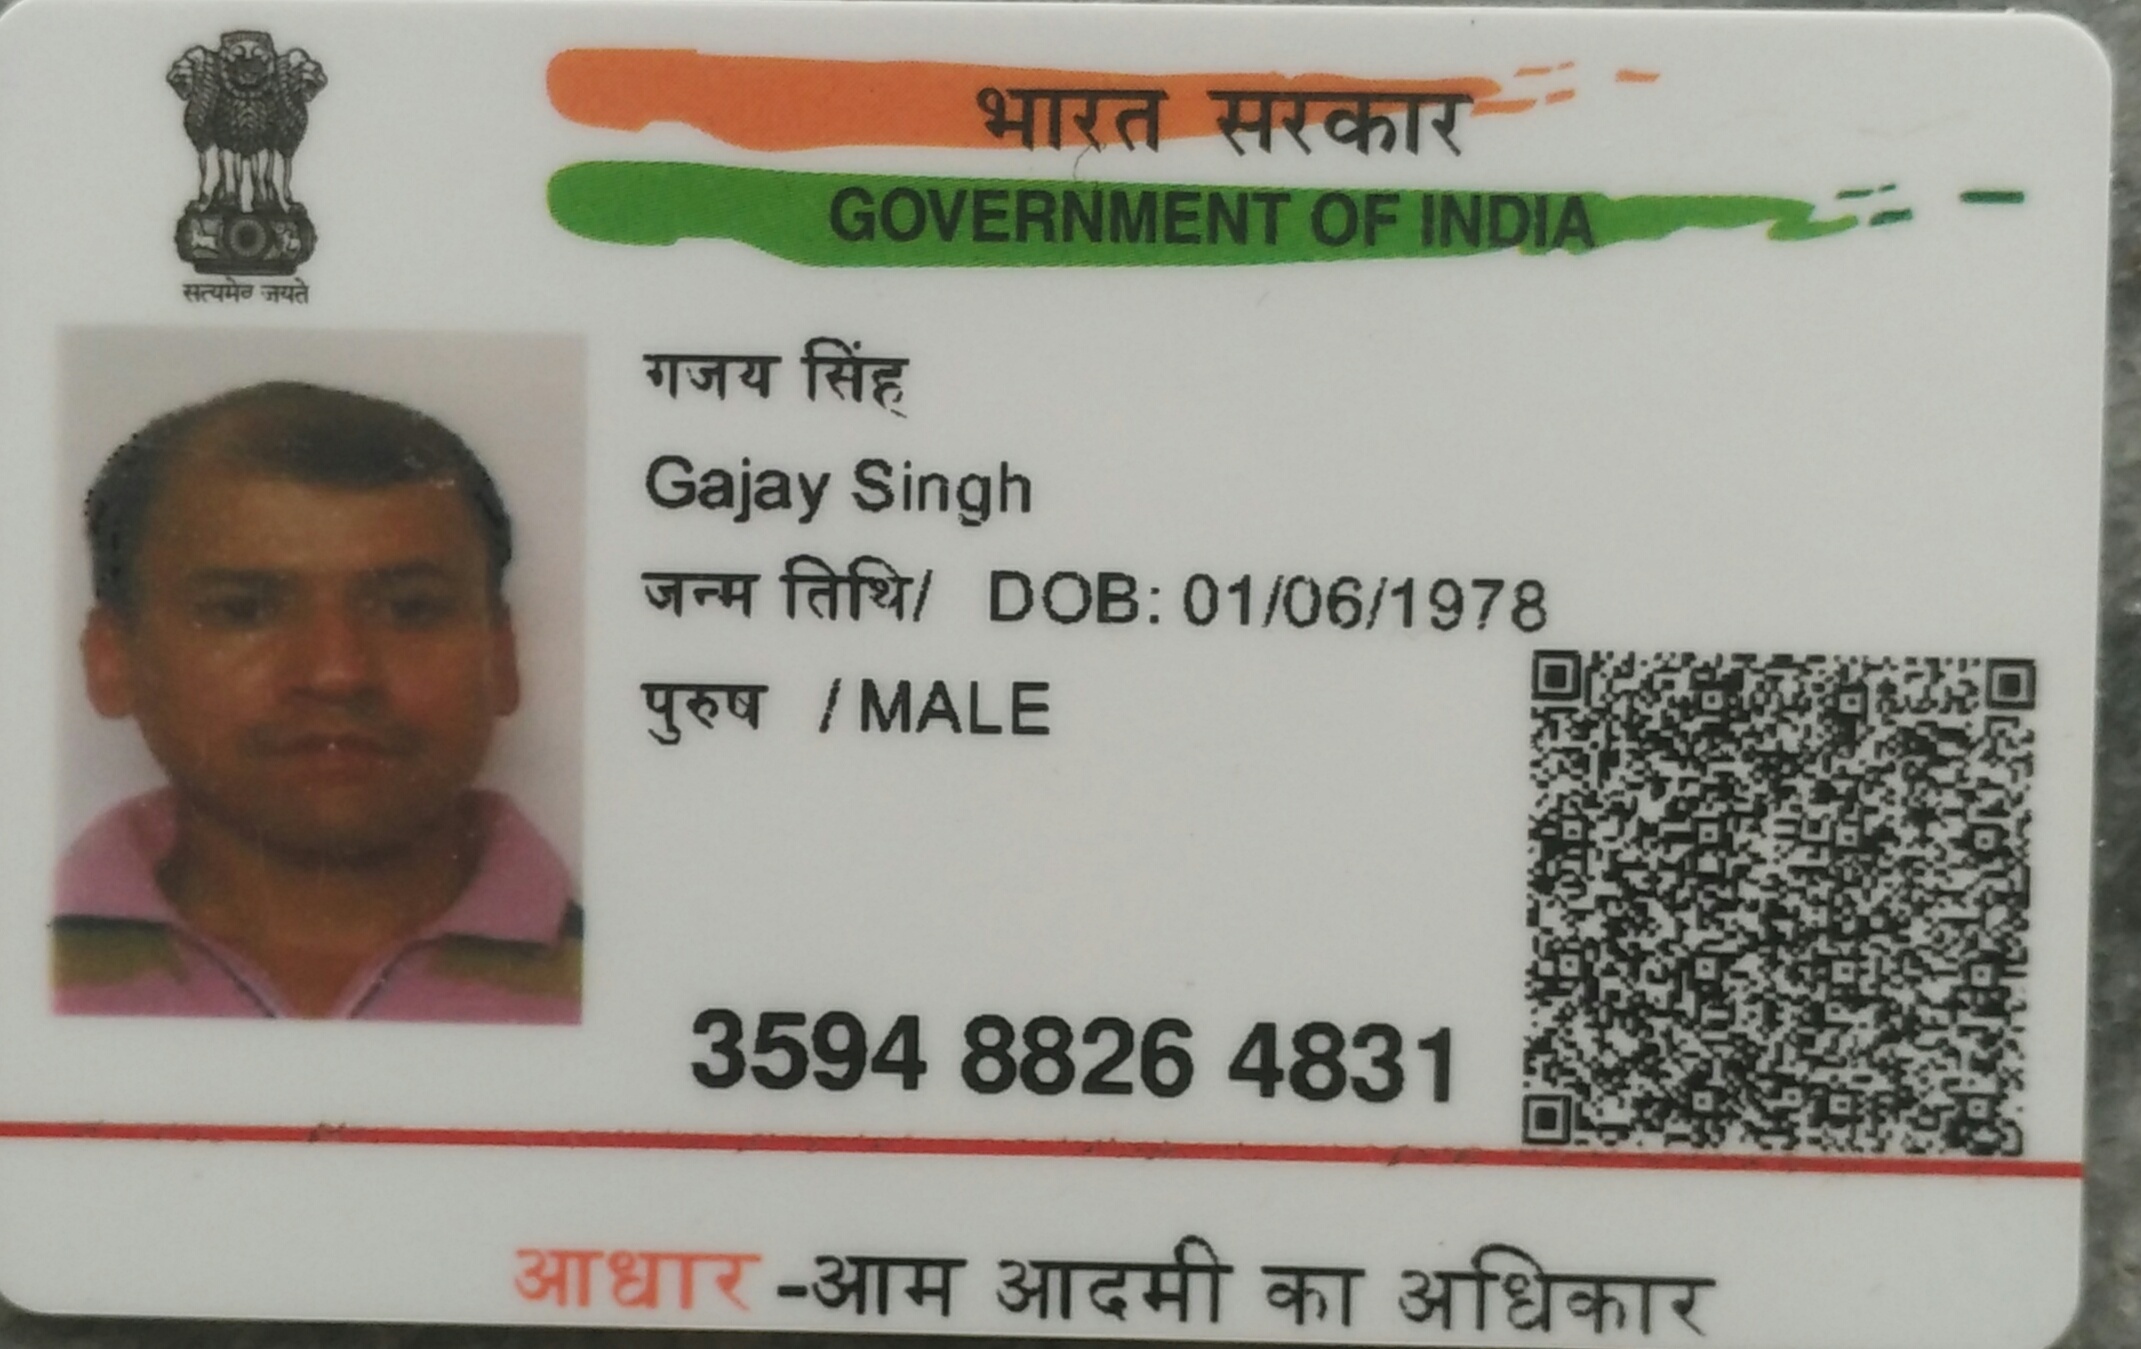 भारत सरकार
GOVERNMENT OF INDIA
सत्यमेव जयते
गजय सिंह
Gajay Singh
जन्म तिथि/ DOB: 01/06/1978
पुरुष / MALE
3594 8826 4831
आधार -आम आदमी का अधिकार